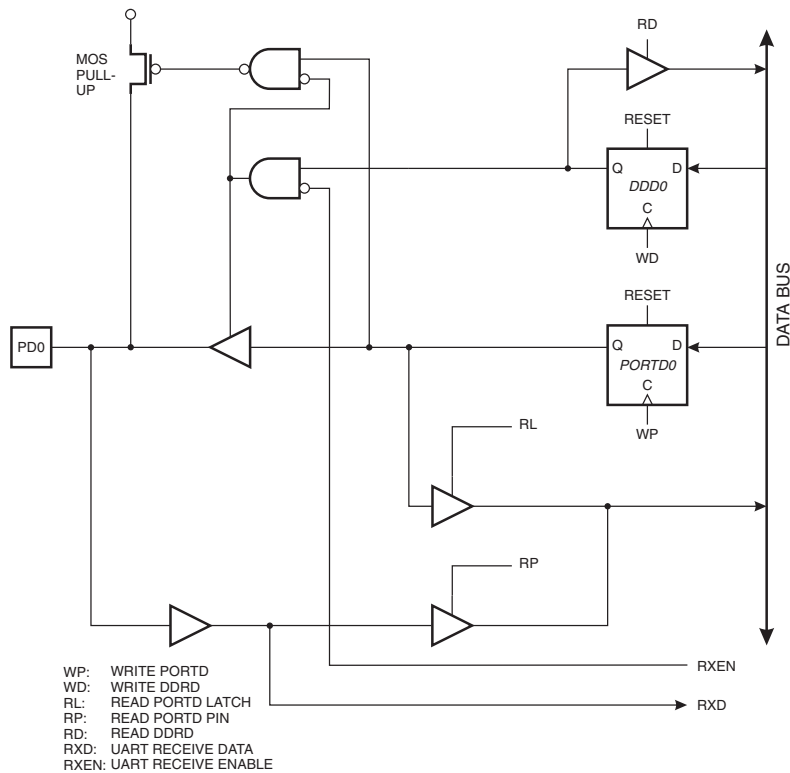 RD
MOS
PULL-
UP
RESET
Q
D
DDD0
C
WD
DATA BUS
RESET
PD0
Q
D
PORTD0
C
WP
RL
RP
RXEN
RXD
WP: WRITE PORTD
WD: WRITE DDRD
RL: READ PORTD LATCH
RP: READ PORTD PIN
RD: READ DDRD
RXD: UART RECEIVE DATA
RXEN: UART RECEIVE ENABLE